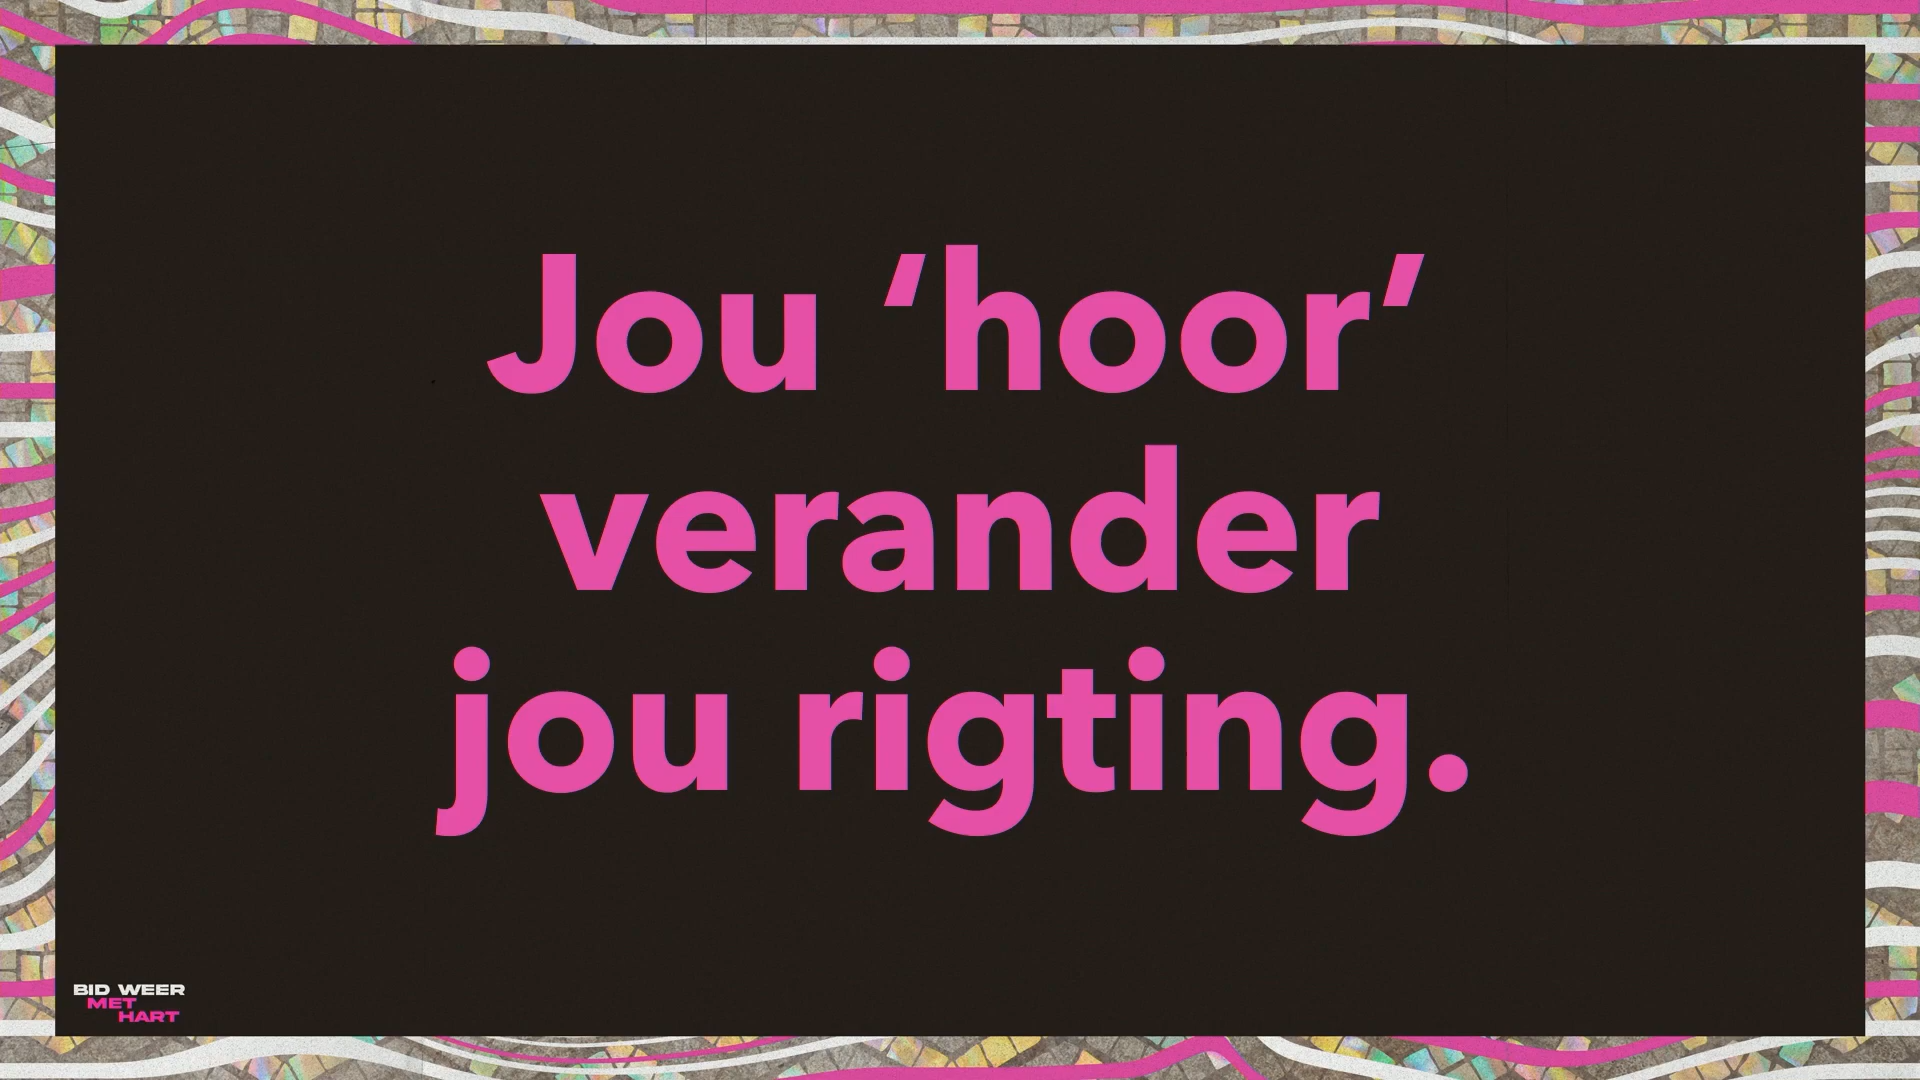 Jou ‘hoor’
verander
jou rigting.
BID WEER
MET
HART